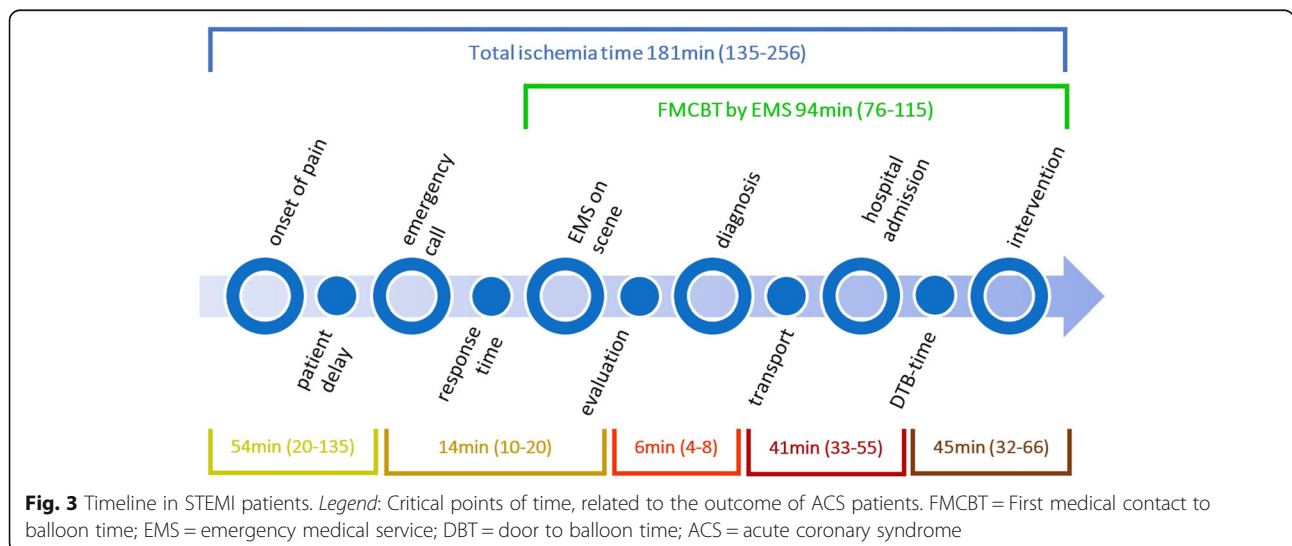 Total ischemia time 181min (135-256)
FMCBT by EMS 94min (76-115)
onset of pain
emergency
call
EMS on
scene
diagnosis
hospital
admission
intervention
patient
delay
response
time
evaluation
transport
DTB-time
54min (20-135)
14min (10-20)
6min (4-8)
41min (33-55)
45min (32-66)
Fig. 3 Timeline in STEMI patients. Legend: Critical points of time, related to the outcome of ACS patients. FMCBT = First medical contact to
balloon time; EMS = emergency medical service; DBT = door to balloon time; ACS = acute coronary syndrome